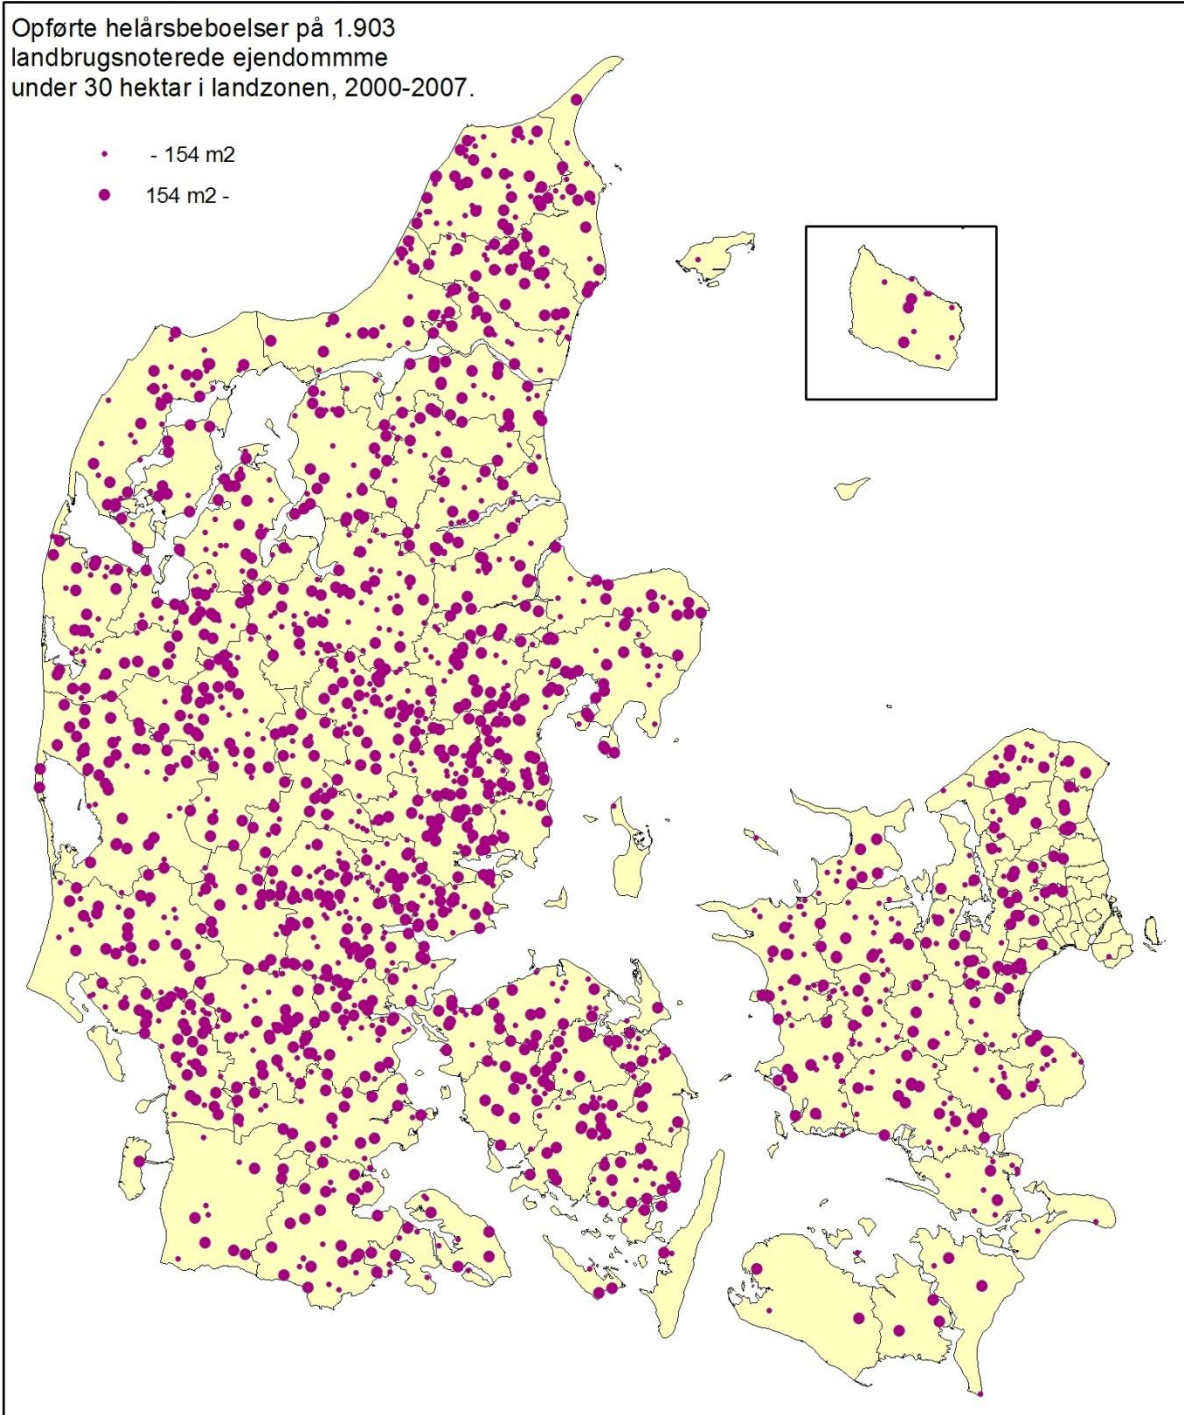 Opførte helårsbeboelser på 1.903
landbrugsnoterede ejendommme
under 30 hektar i landzonen, 2000-2007.
- 154 m2
154 m2 -